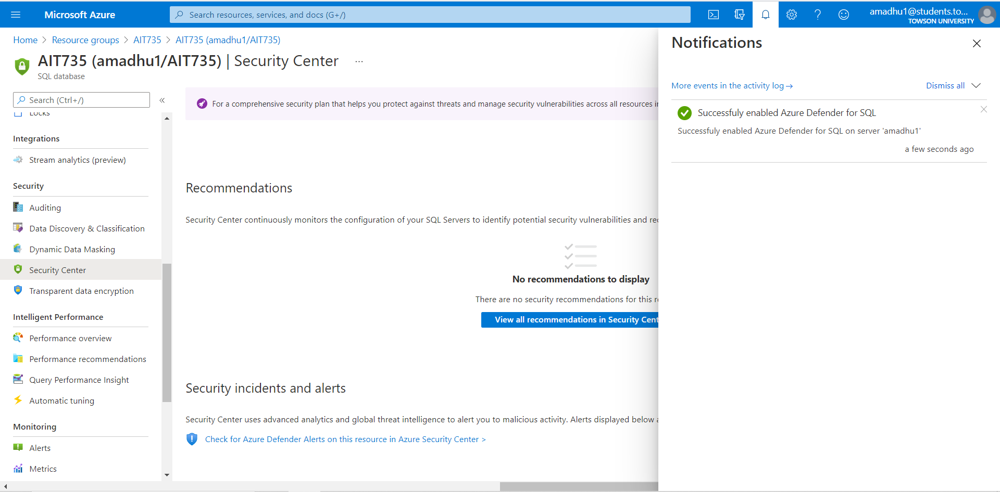 Microsoft Azure
Search resources, services, and docs (G+/)
amadhu1@students.to...
TOWSON UNIVERSITY
Home > Resource groups > AIT735 > AIT735 (amadhu1/AIT735)
AIT735 (amadhu1/AIT735) | Security Center ...
SQL database
Search (Ctrl+/) «
Locks
Integrations
Stream analytics (preview)
Security
Auditing
Data Discovery & Classification
Dynamic Data Masking
Security Center
Transparent data encryption
Intelligent Performance
Performance overview
Performance recommendations
Query Performance Insight
Automatic tuning
Monitoring
Alerts
Metrics
For a comprehensive security plan that helps you protect against threats and manage security vulnerabilities across all resources i
Recommendations
Security Center continuously monitors the configuration of your SQL Servers to identify potential security vulnerabilities and re
No recommendations to display
There are no security recommendations for this r
View all recommendations in Security Cent
Security incidents and alerts
Security Center uses advanced analytics and global threat intelligence to alert you to malicious activity. Alerts displayed below
Check for Azure Defender Alerts on this resource in Azure Security Center >
Notifications
More events in the activity log → Dismiss all
Successfuly enabled Azure Defender for SQL
Successfuly enabled Azure Defender for SQL on server 'amadhu1'
a few seconds ago